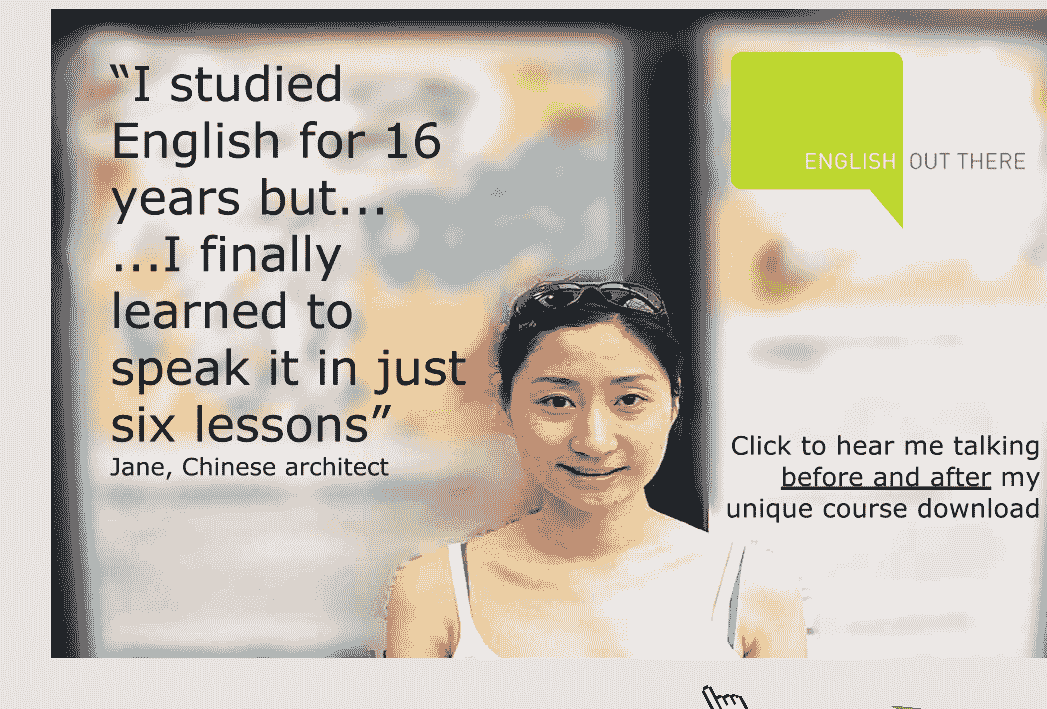 “I studied
English for 16
years but...
...I finally
learned to
speak it in just
six lessons”
Jane, Chinese architect
ENGLISH OUT THERE
Click to hear me talking
before and after my
unique course download